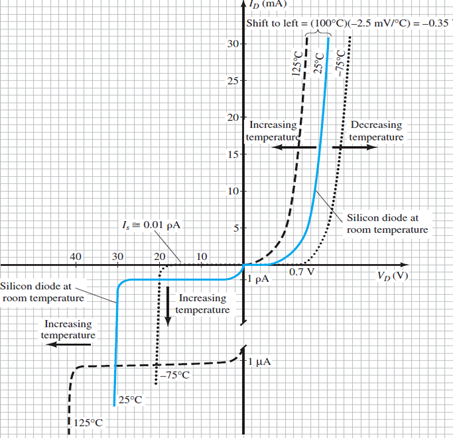 I_D (mA)
Shift to left = (100°C)(–2.5 mV/°C) = –0.35
30
125°C
25°C
–75°C
25
20
Increasing
temperature
Decreasing
temperature
15
10
Silicon diode at
room temperature
I_s ≅ 0.01 pA
5
40
30
20
10
0.7 V
V_D (V)
1 pA
Silicon diode at
room temperature
Increasing
temperature
Increasing
temperature
1 µA
–75°C
25°C
125°C